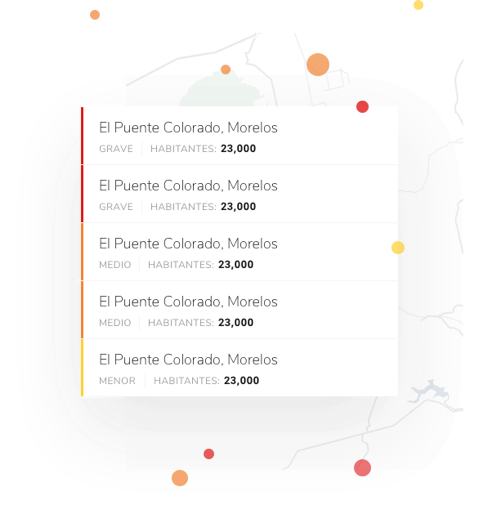 El Puente Colorado, Morelos
GRAVE HABITANTES: 23,000
El Puente Colorado, Morelos
GRAVE HABITANTES: 23,000
El Puente Colorado, Morelos
MEDIO HABITANTES: 23,000
El Puente Colorado, Morelos
MEDIO HABITANTES: 23,000
El Puente Colorado, Morelos
MENOR HABITANTES: 23,000